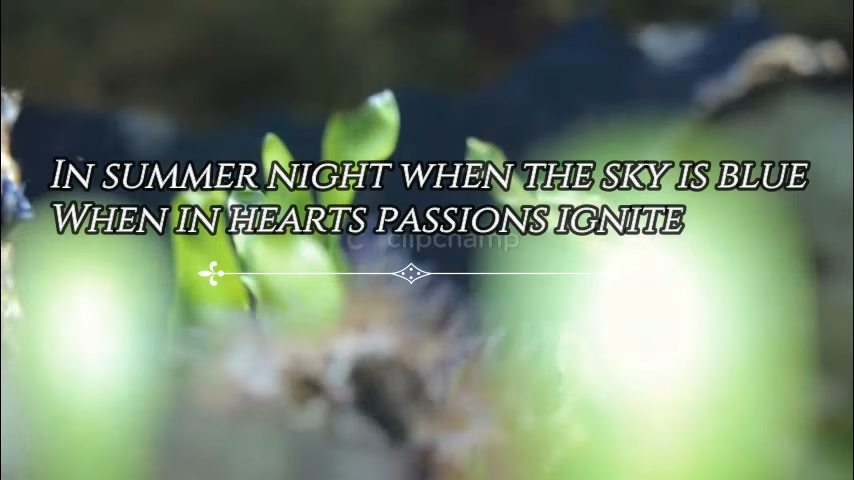 In summer night when the sky is blue
When in hearts passions ignite
clipchamp